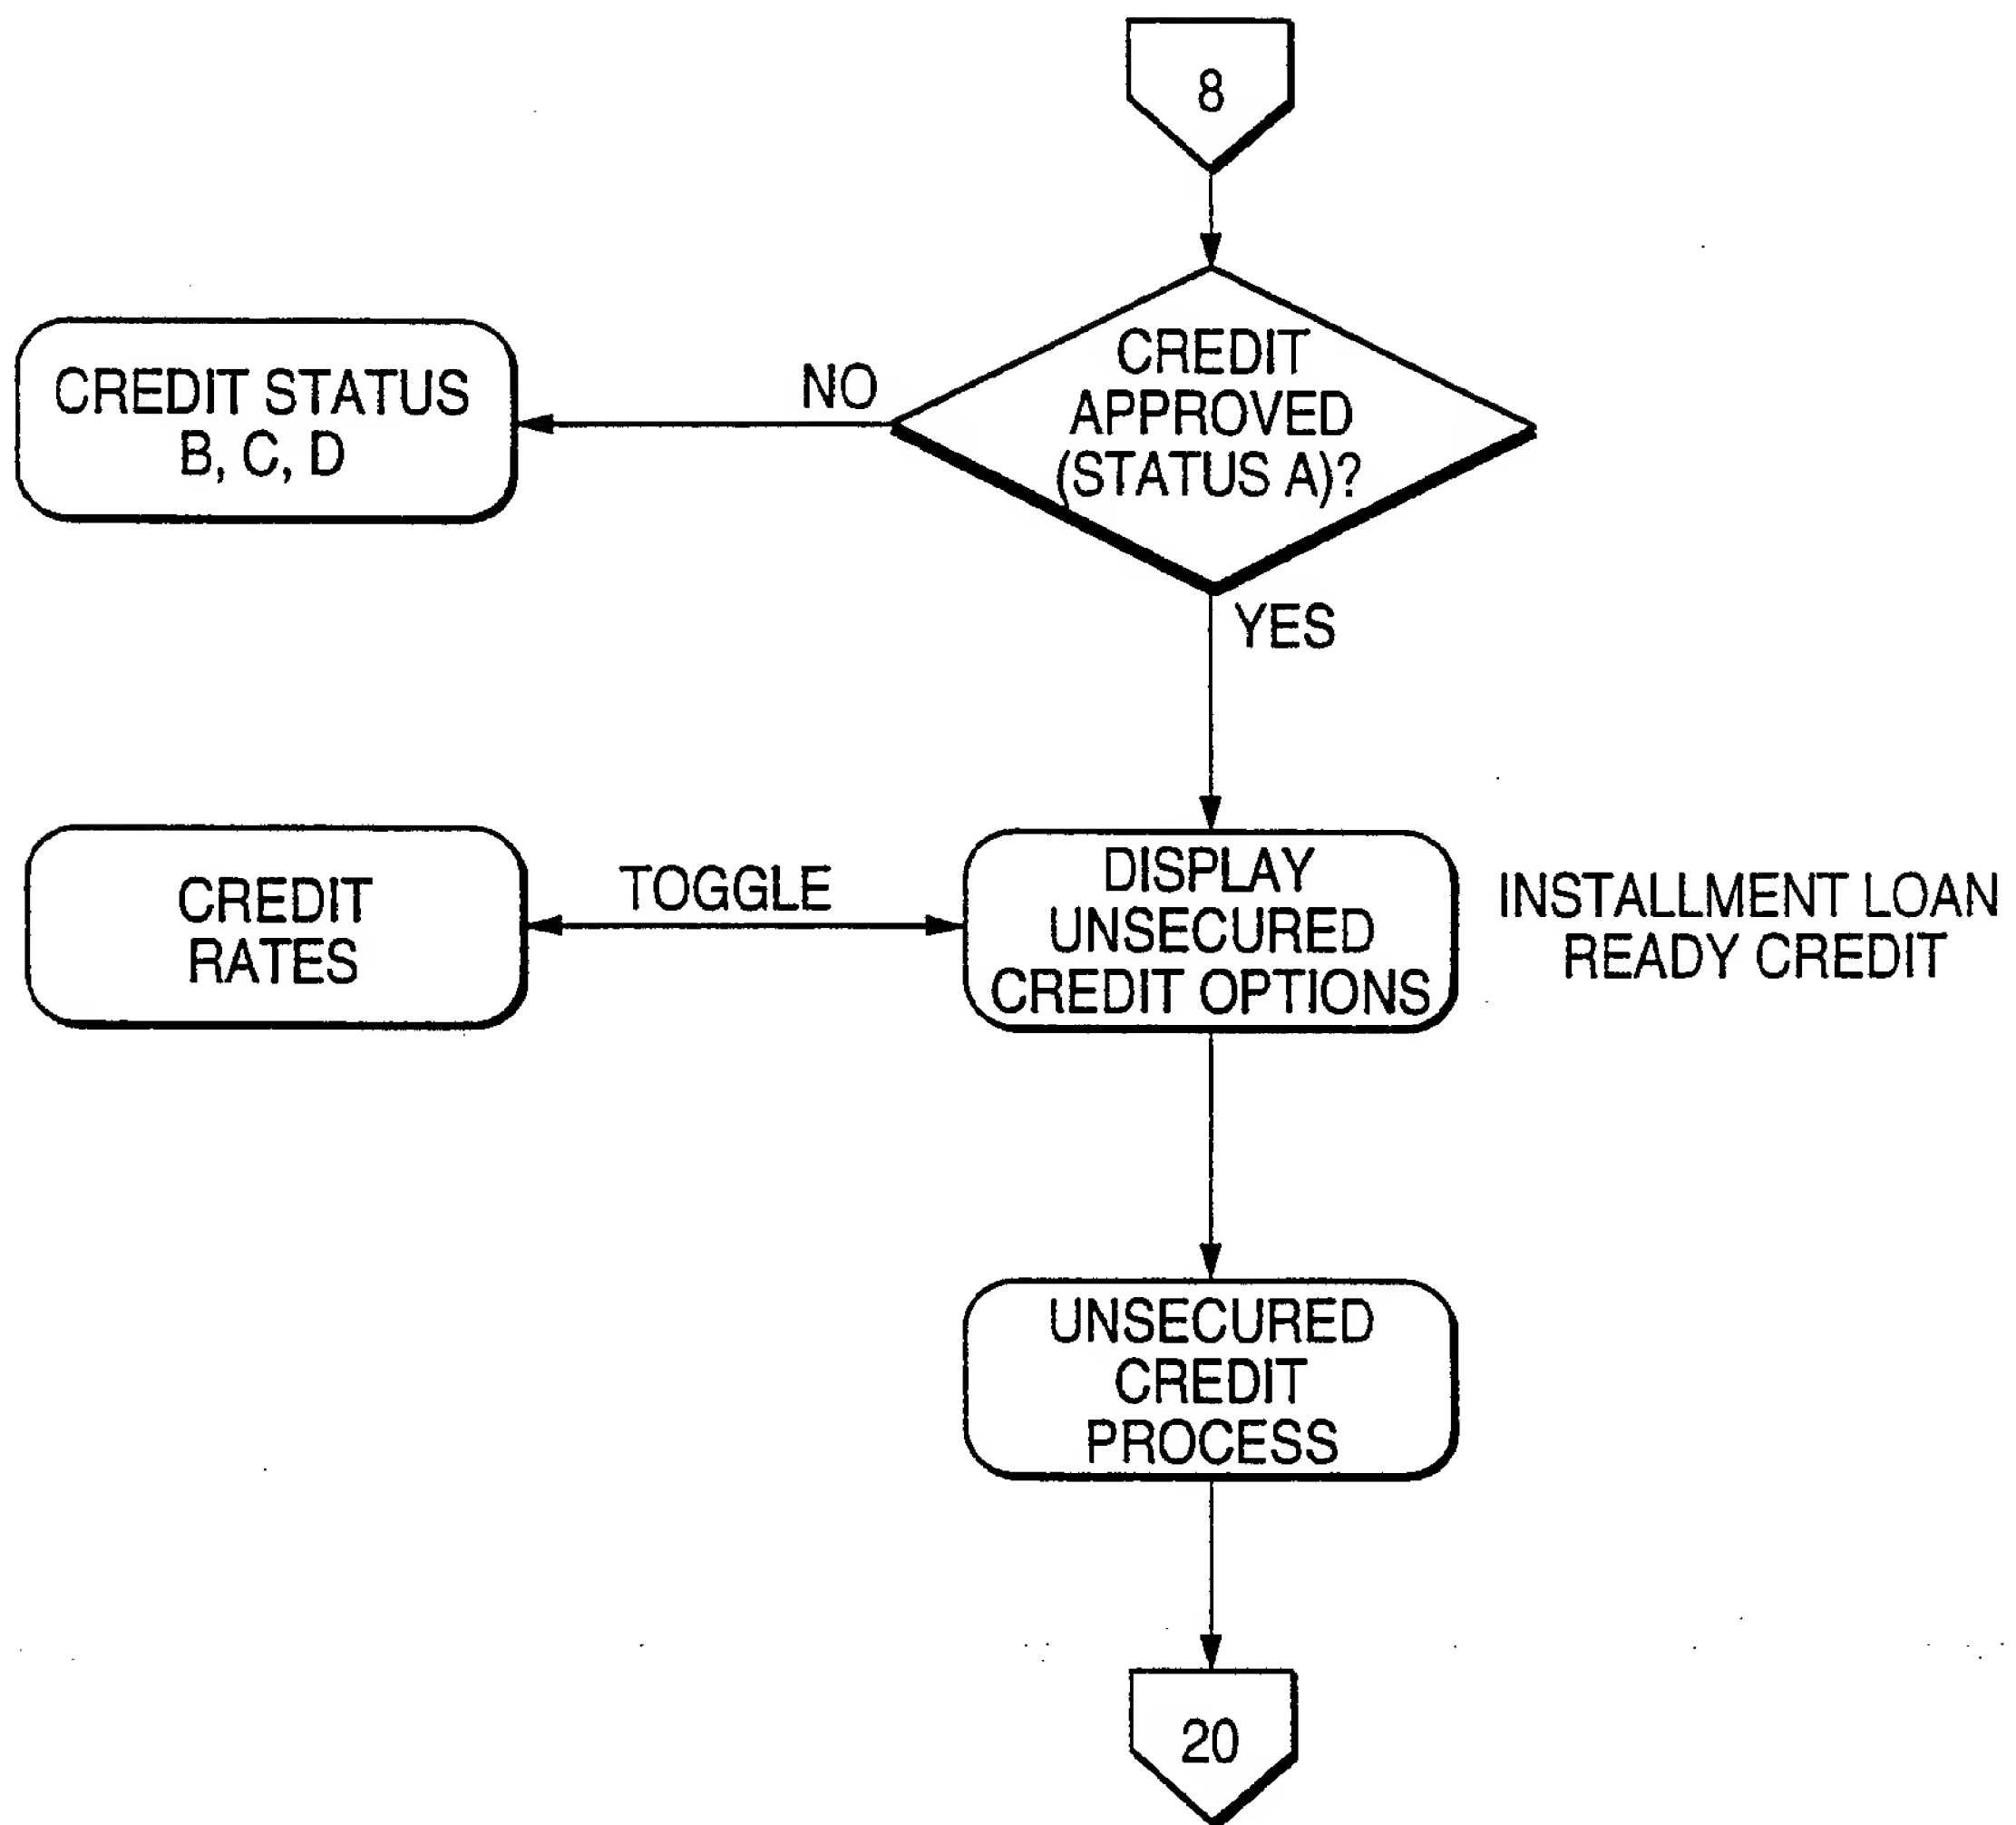 8
CREDIT
APPROVED
(STATUS A)?
NO
CREDIT STATUS
B, C, D
YES
CREDIT
RATES
TOGGLE
DISPLAY
UNSECURED
CREDIT OPTIONS
INSTALLMENT LOAN
READY CREDIT
UNSECURED
CREDIT
PROCESS
20